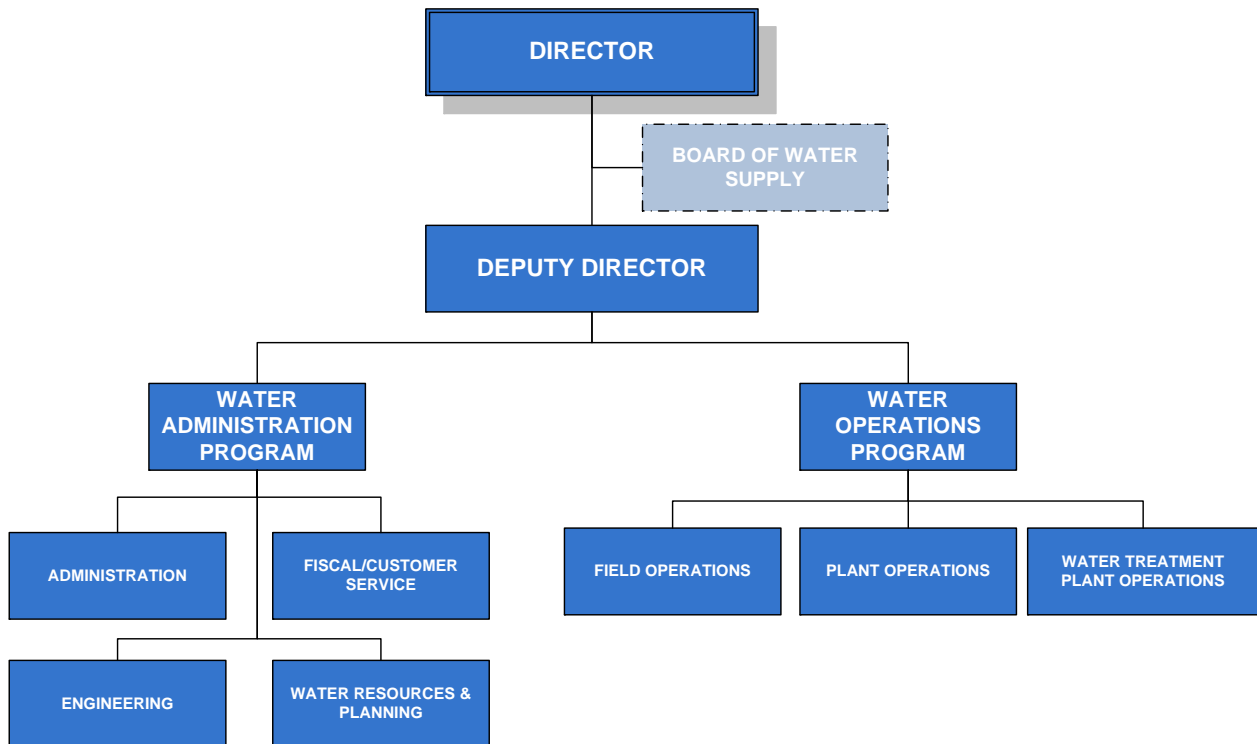 DIRECTOR
BOARD OF WATER
SUPPLY
DEPUTY DIRECTOR
WATER
ADMINISTRATION
PROGRAM
WATER
OPERATIONS
PROGRAM
ADMINISTRATION
FISCAL/CUSTOMER
SERVICE
FIELD OPERATIONS
PLANT OPERATIONS
WATER TREATMENT
PLANT OPERATIONS
ENGINEERING
WATER RESOURCES &
PLANNING